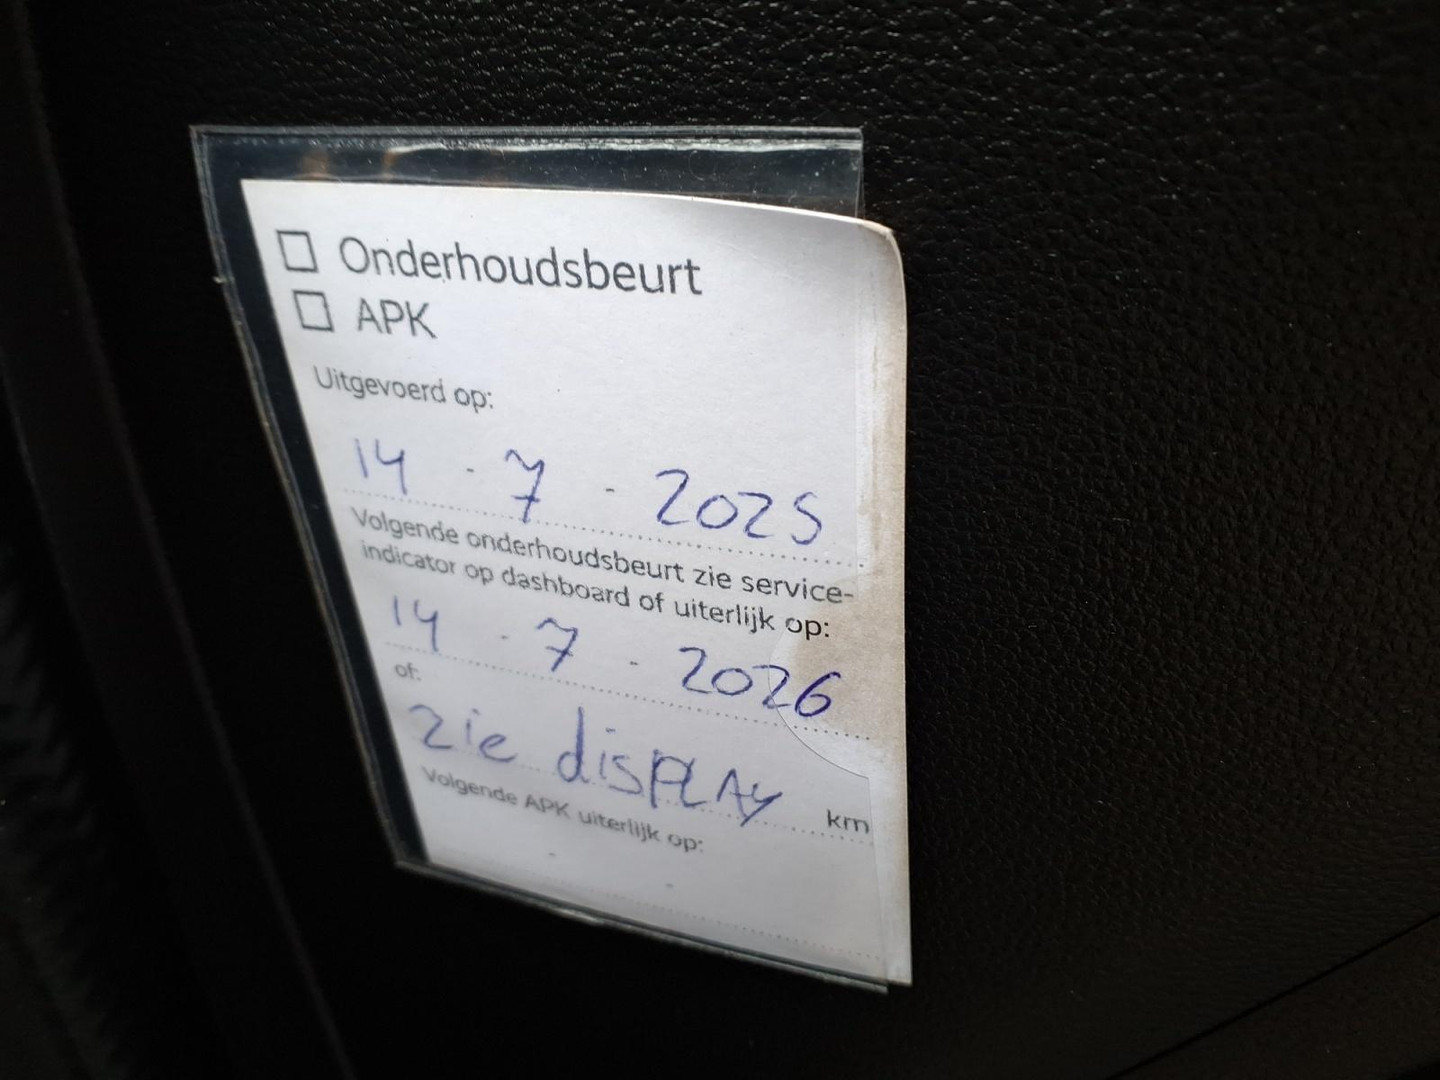 Onderhoudsbeurt
APK
Uitgevoerd op:
14 - 7 - 2025
Volgende onderhoudsbeurt zie service-
indicator op dashboard of uiterlijk op:
14 - 7 - 2026
of:
zie disPLAy km
Volgende APK uiterlijk op:
- -